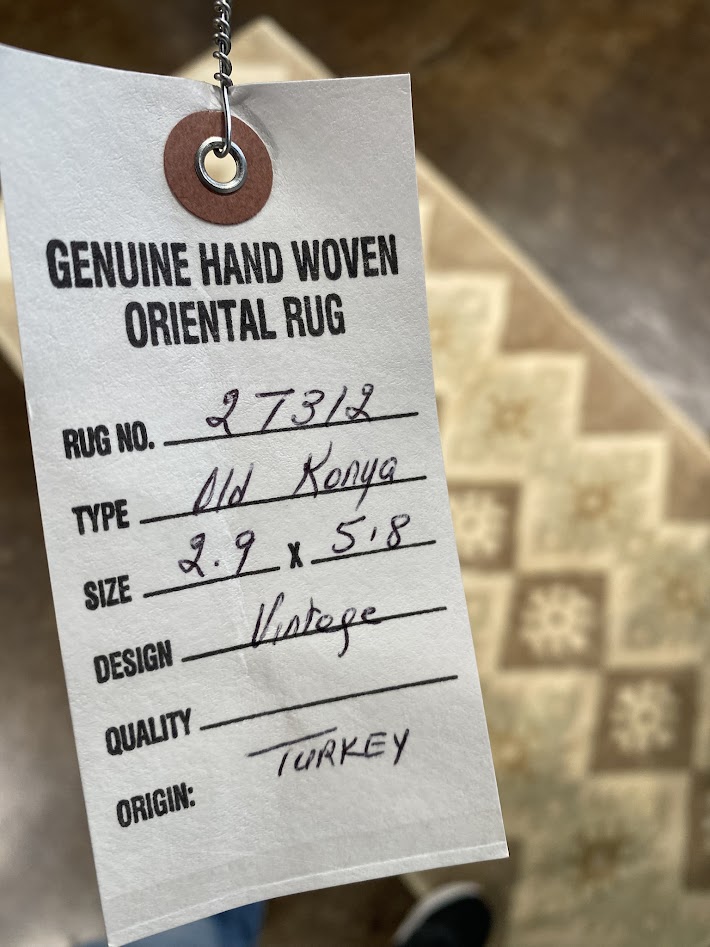 GENUINE HAND WOVEN
ORIENTAL RUG
RUG NO. 27312
TYPE Old Konya
SIZE 2.9 X 5.8
DESIGN Vintage
QUALITY
ORIGIN: TURKEY